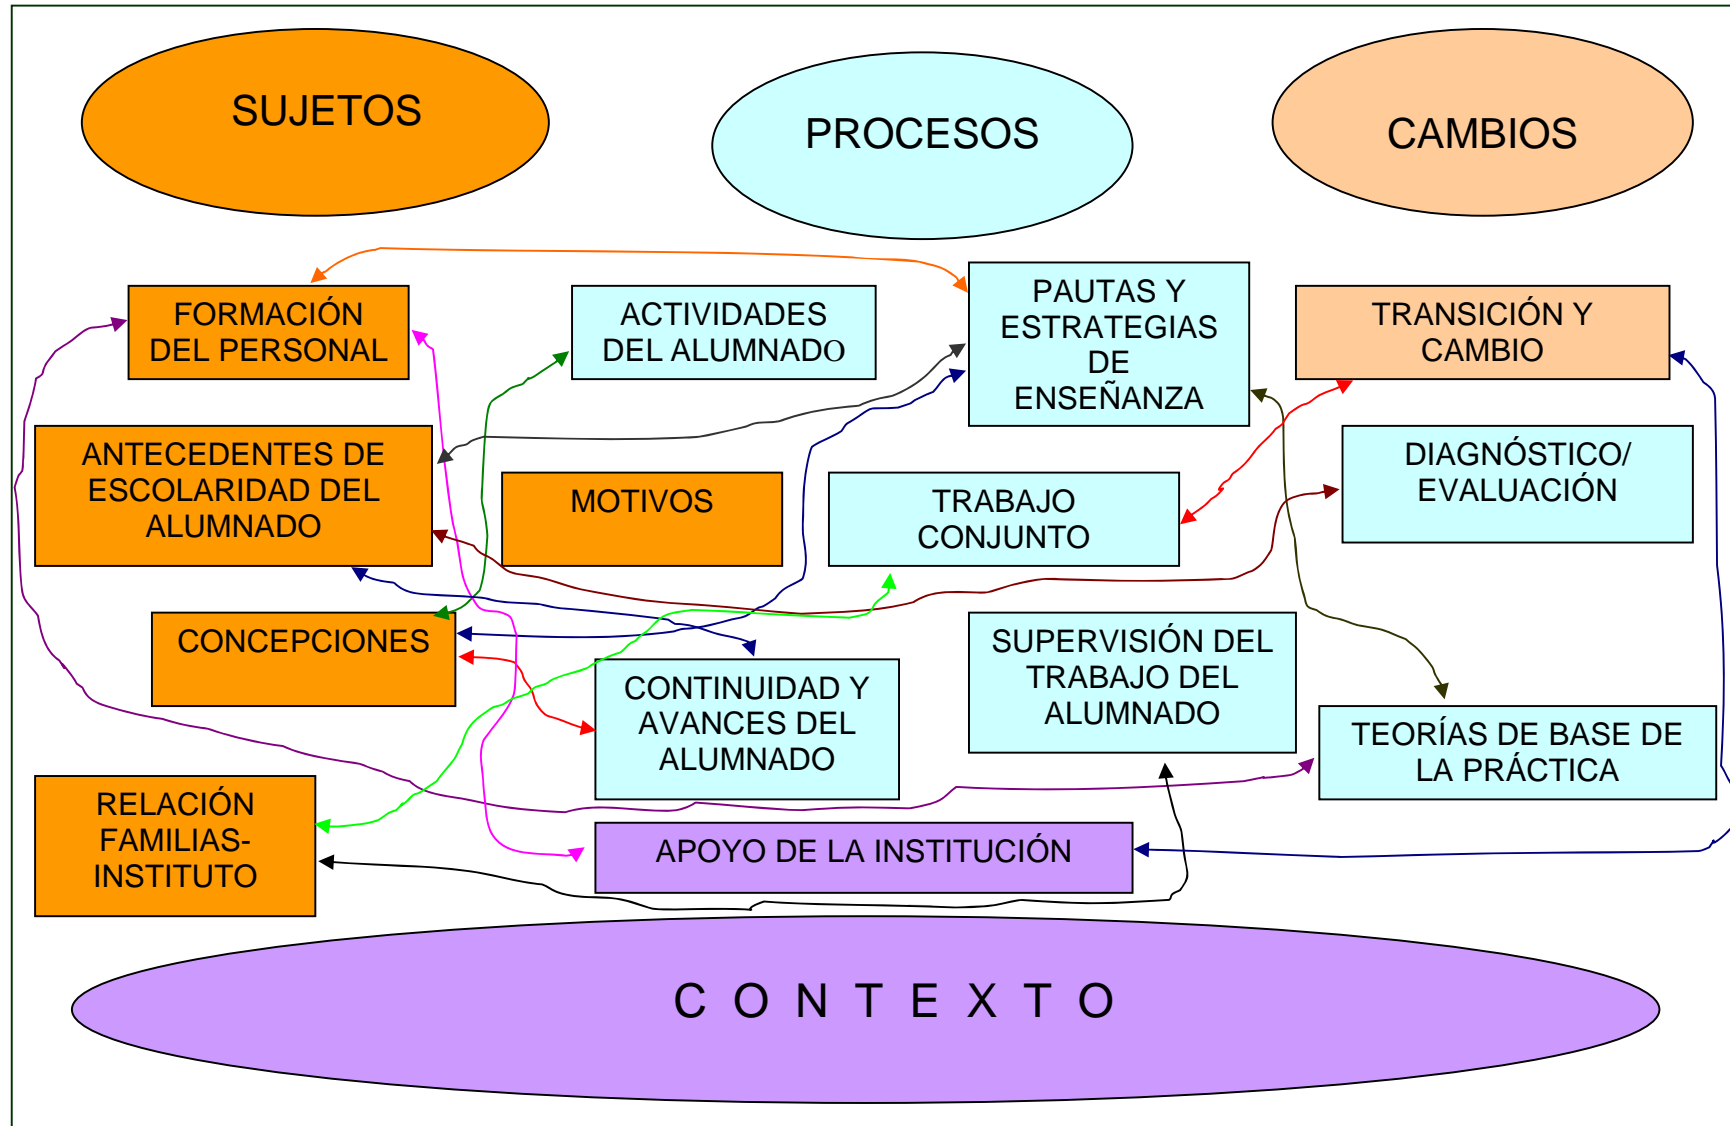 SUJETOS
PROCESOS
CAMBIOS
FORMACIÓN
DEL PERSONAL
ACTIVIDADES
DEL ALUMNADO
PAUTAS Y
ESTRATEGIAS
DE
ENSEÑANZA
TRANSICIÓN Y
CAMBIO
ANTECEDENTES DE
ESCOLARIDAD DEL
ALUMNADO
MOTIVOS
TRABAJO
CONJUNTO
DIAGNÓSTICO/
EVALUACIÓN
CONCEPCIONES
CONTINUIDAD Y
AVANCES DEL
ALUMNADO
SUPERVISIÓN DEL
TRABAJO DEL
ALUMNADO
TEORÍAS DE BASE DE
LA PRÁCTICA
RELACIÓN
FAMILIAS-
INSTITUTO
APOYO DE LA INSTITUCIÓN
C O N T E X T O